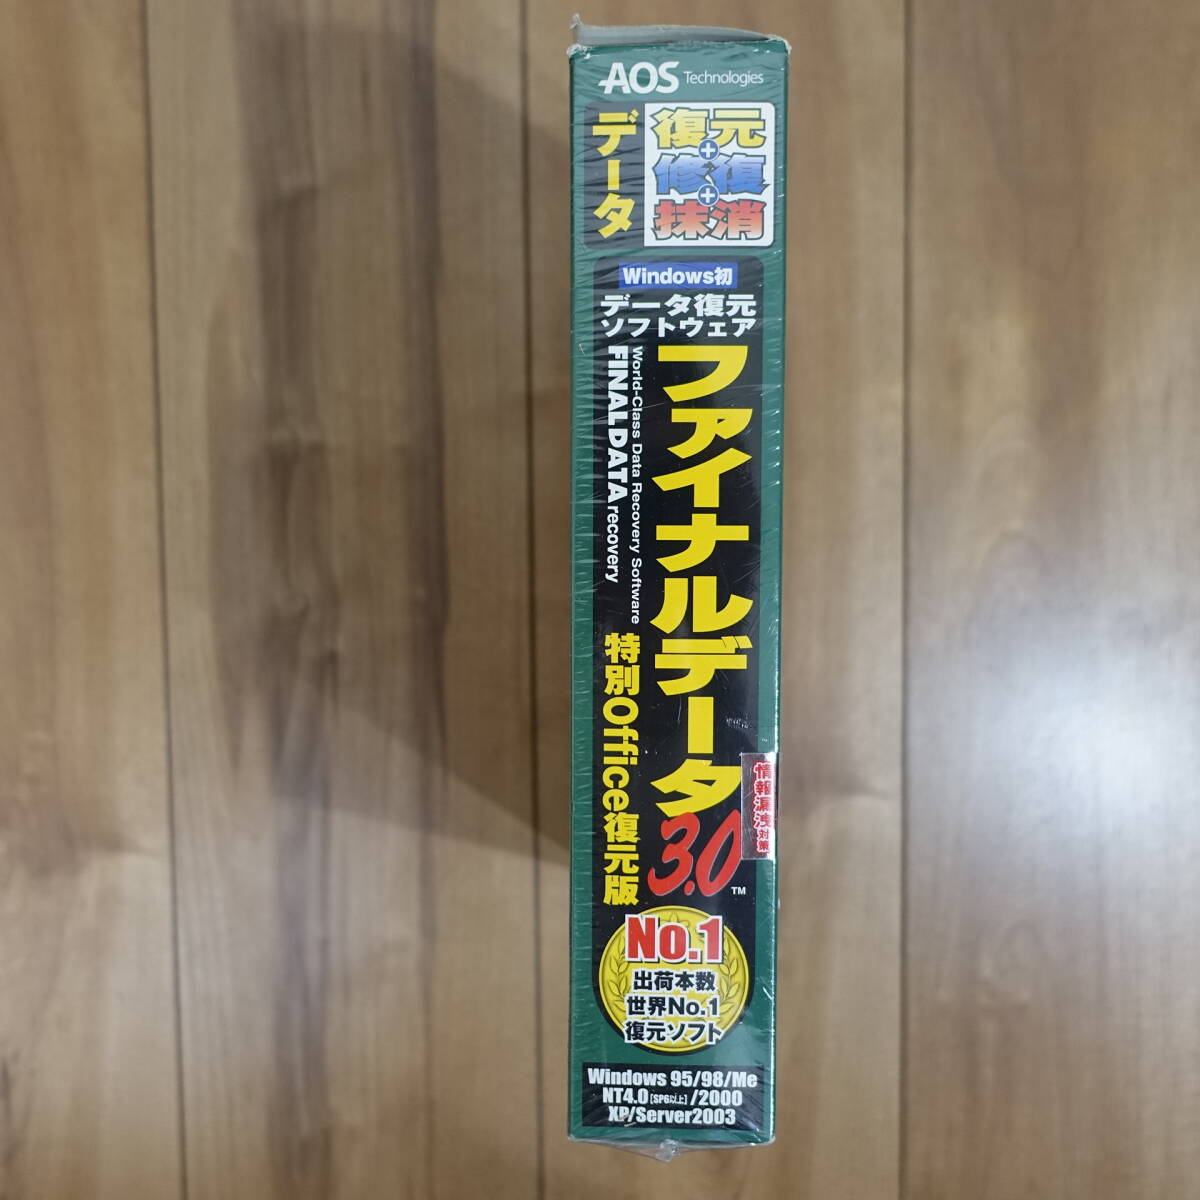 AOS Technologies
データ
復元
+
修復
+
抹消
Windows初
データ復元
ソフトウェア
ファイナルデータ3.0™
World-Class Data Recovery Software
FINALDATA recovery
特別Office復元版
情報漏洩対策
No.1
出荷本数
世界No.1
復元ソフト
Windows 95/98/Me
NT4.0[SP6以上]/2000
XP/Server2003